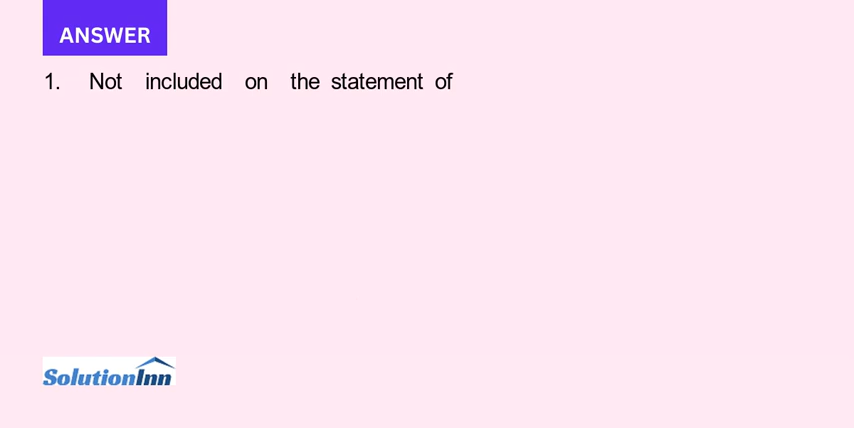 ANSWER
1. Not included on the statement of
SolutionInn